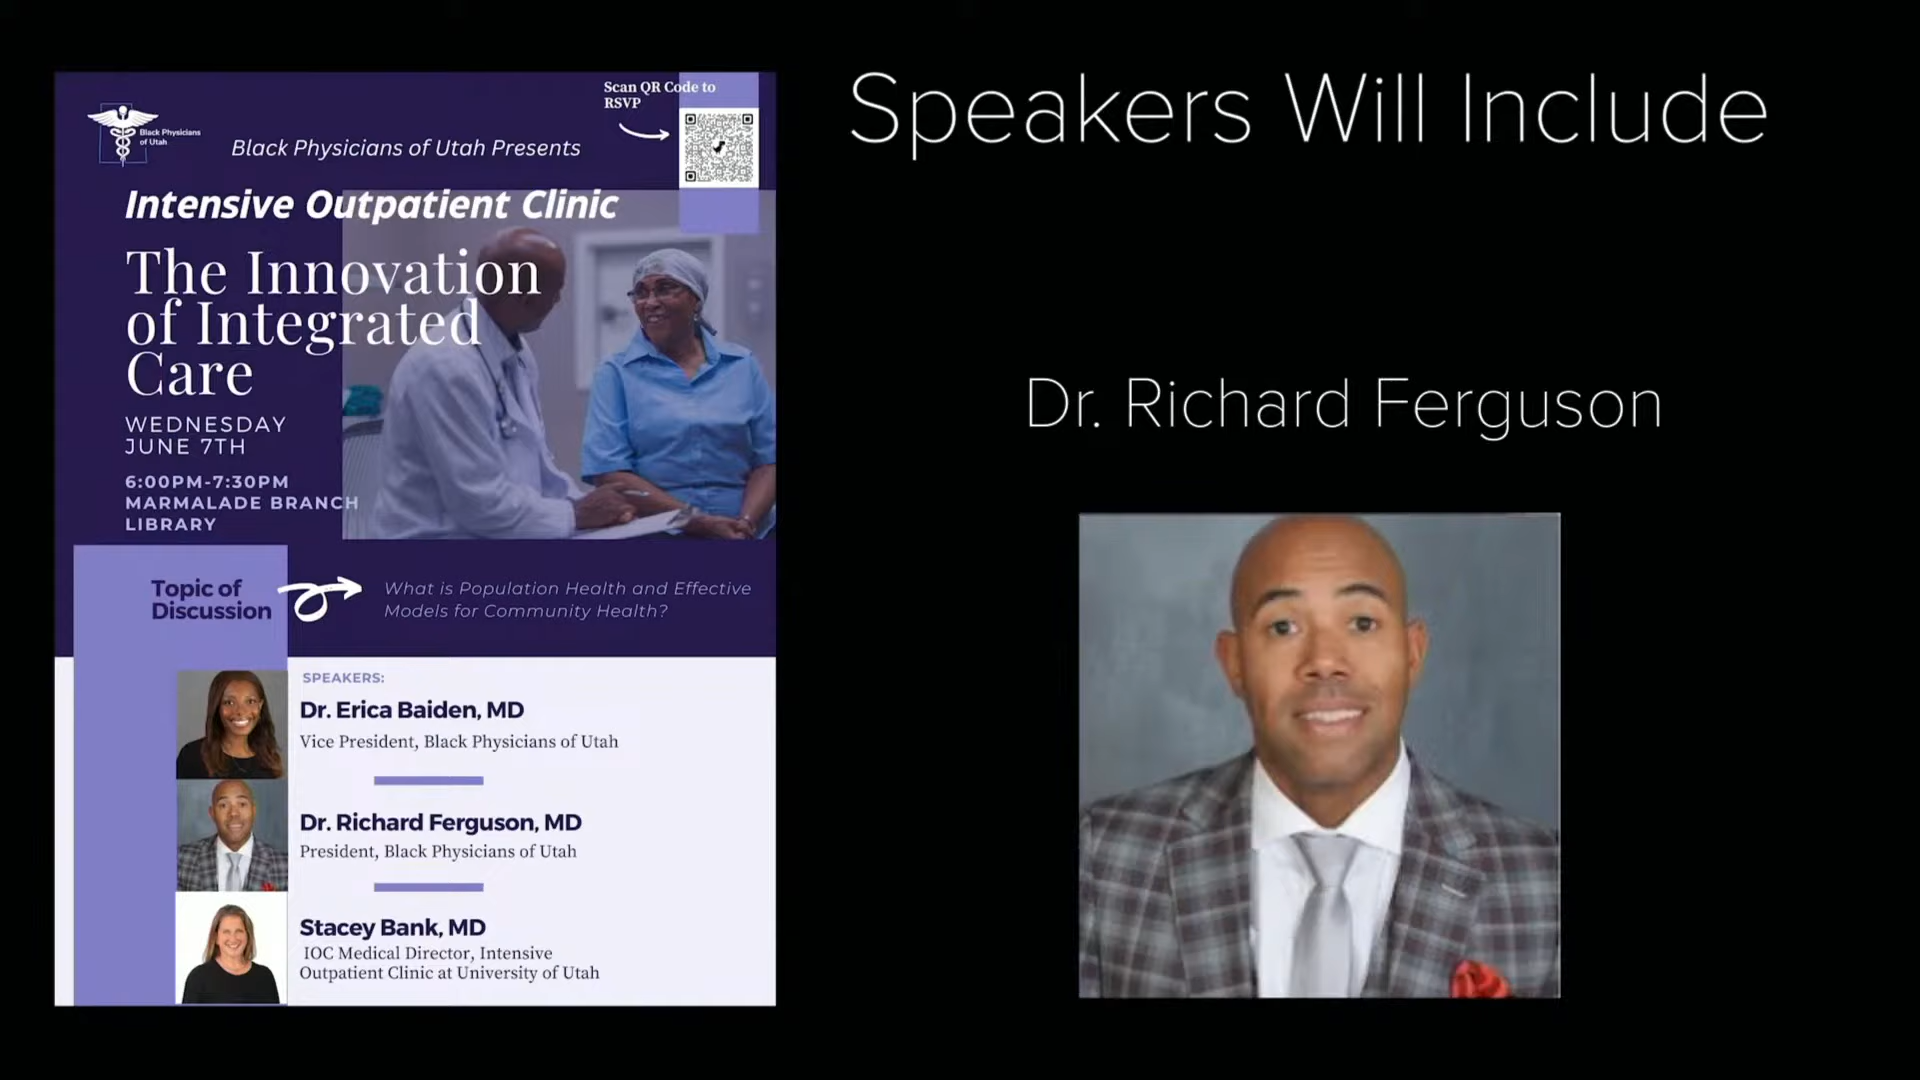 Speakers Will Include
Dr. Richard Ferguson
Scan QR Code to
RSVP
Black Physicians
of Utah
Black Physicians of Utah Presents
Intensive Outpatient Clinic
The Innovation
of Integrated
Care
WEDNESDAY
JUNE 7TH
6:00PM-7:30PM
MARMALADE BRANCH
LIBRARY
Topic of
Discussion
What is Population Health and Effective
Models for Community Health?
SPEAKERS:
Dr. Erica Baiden, MD
Vice President, Black Physicians of Utah
Dr. Richard Ferguson, MD
President, Black Physicians of Utah
Stacey Bank, MD
IOC Medical Director, Intensive
Outpatient Clinic at University of Utah